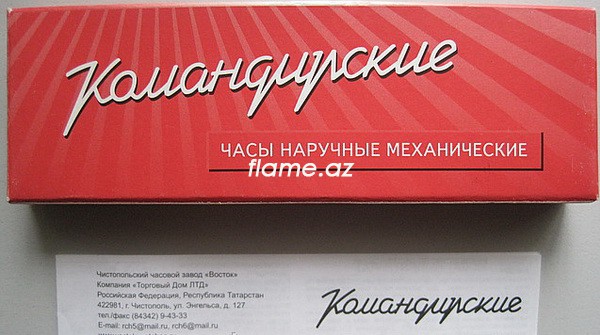 Командирские
ЧАСЫ НАРУЧНЫЕ МЕХАНИЧЕСКИЕ
flame.az
Чистопольский часовой завод «Восток»
Компания «Торговый Дом ЛТД»
Российская Федерация, Республика Татарстан
422981, г. Чистополь, ул. Энгельса, д. 127
тел./факс (84342) 9-43-33
E-mail: rch5@mail.ru, rch6@mail.ru
Командирские